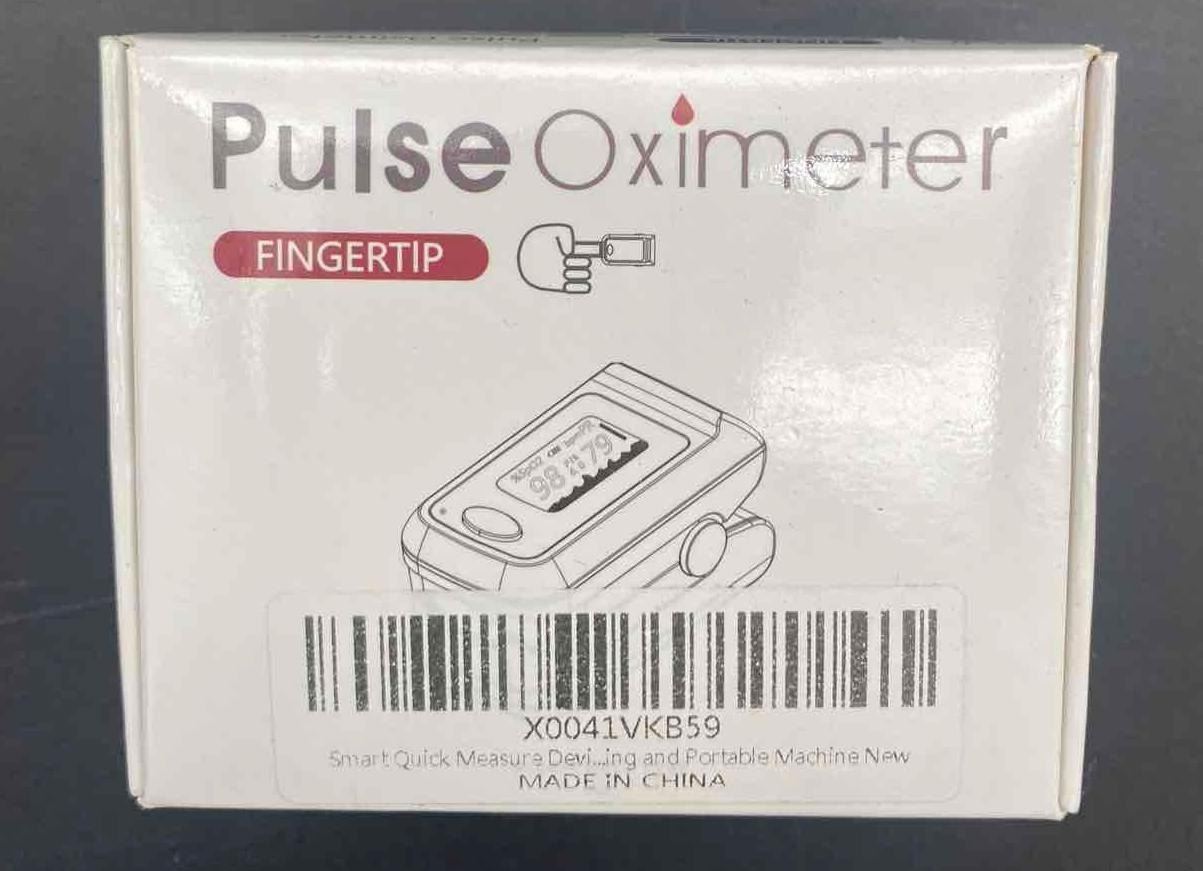 Pulse Oximeter
FINGERTIP
%SpO2 bpmPR
98 79
X0041VKB59
Smart Quick Measure Devi...ing and Portable Machine New
MADE IN CHINA